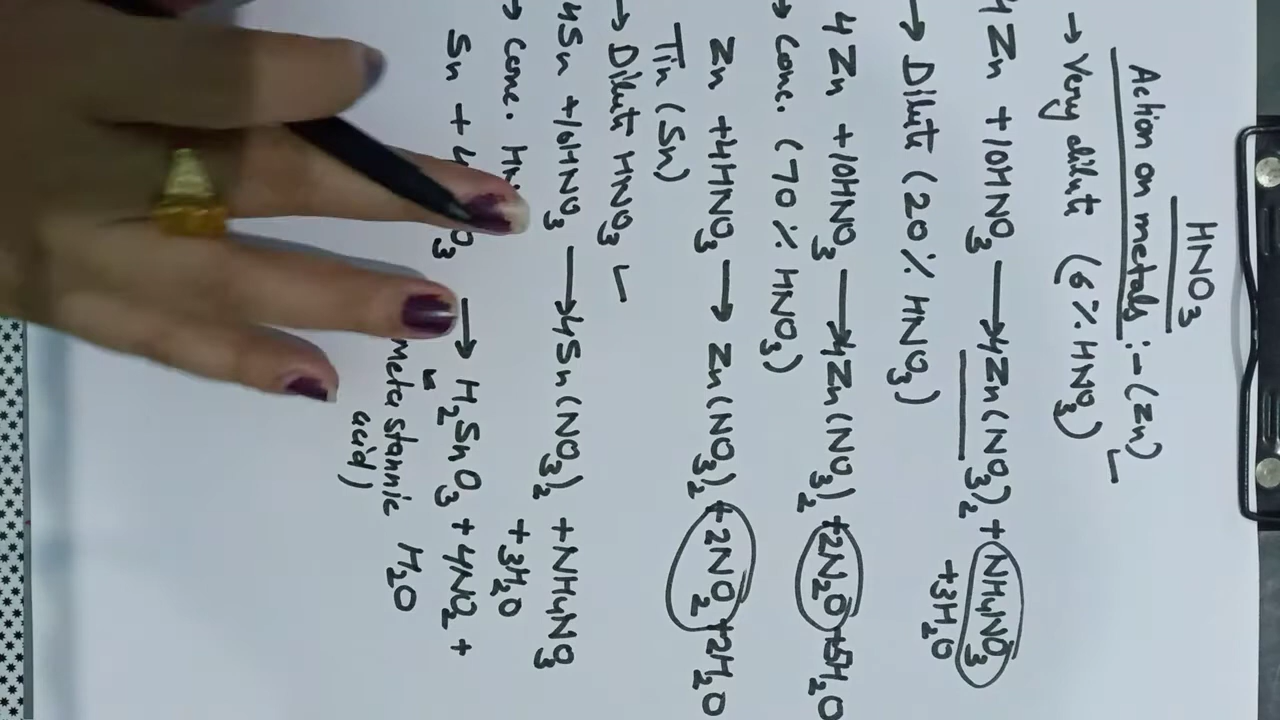 HNO3
Action on metals :- (Zn)
→ Very dilute (6% HNO3)
4Zn + 10HNO3 → 4Zn(NO3)2 + NH4NO3
+3H2O
→ Dilute (20% HNO3)
4Zn + 10HNO3 → 4Zn(NO3)2 + 2N2O + 5H2O
→ Conc. (70% HNO3)
Zn + 4HNO3 → Zn(NO3)2 + 2NO2 + 2H2O
Tin (Sn)
→ Dilute HNO3
4Sn + 10HNO3 → 4Sn(NO3)2 + NH4NO3
+3H2O
→ Conc.
Sn + 4 O3 → H2SnO3 + 4NO2 +
H2O
meta stannic
acid)